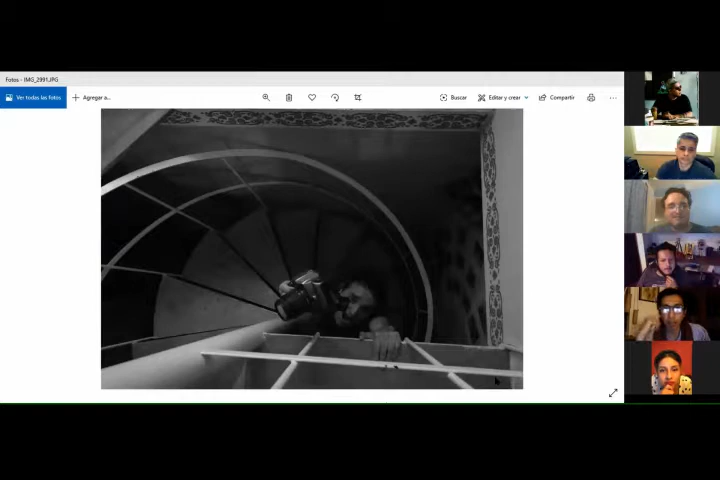 Fotos - IMG_2991.JPG
Ver todas las fotos
Agregar a...
Buscar
Editar y crear
Compartir